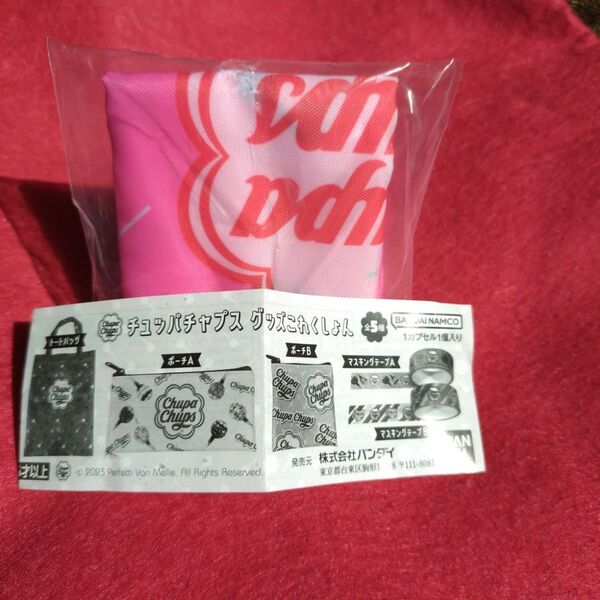 Chupa
Chups
チュッパチャプス グッズこれくしょん
全5種
BANDAI NAMCO
1カプセル1個入り
トートバッグ
ポーチA
ポーチB
マスキングテープA
Chupa
Chups
Chupa
Chups
マスキングテープ
才以上
© 2023 Perfetti Van Melle. All Rights Reserved.
発売元 株式会社バンダイ
東京都台東区駒形1
〒111-8081